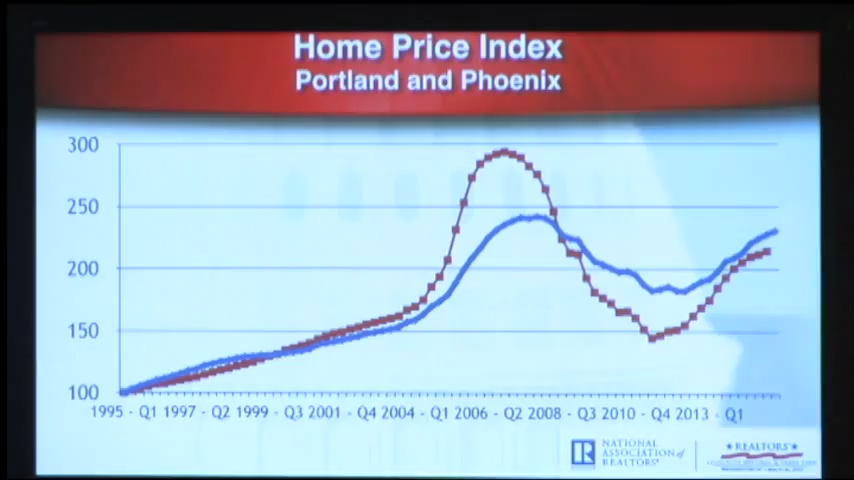 Home Price Index
Portland and Phoenix
300
250
200
150
100
1995 - Q1 1997 - Q2 1999 - Q3 2001 - Q4 2004 - Q1 2006 - Q2 2008 - Q3 2010 - Q4 2013 - Q1
NATIONAL
ASSOCIATION of
REALTORS®
REALTORS®